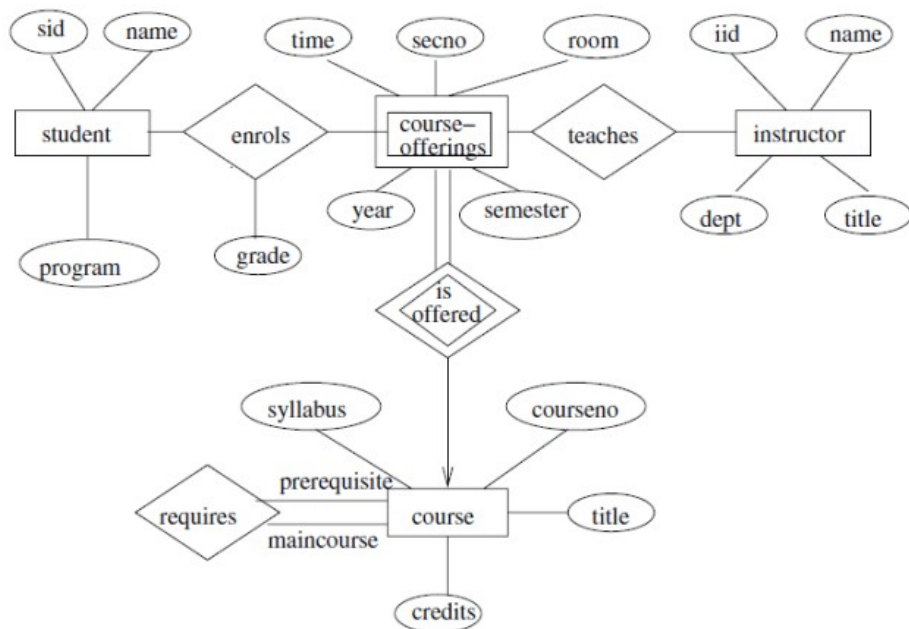 sid
name
time
secno
room
iid
name
student
enrols
course–
offerings
teaches
instructor
year
semester
dept
title
program
grade
is
offered
syllabus
courseno
prerequisite
requires
course
title
maincourse
credits